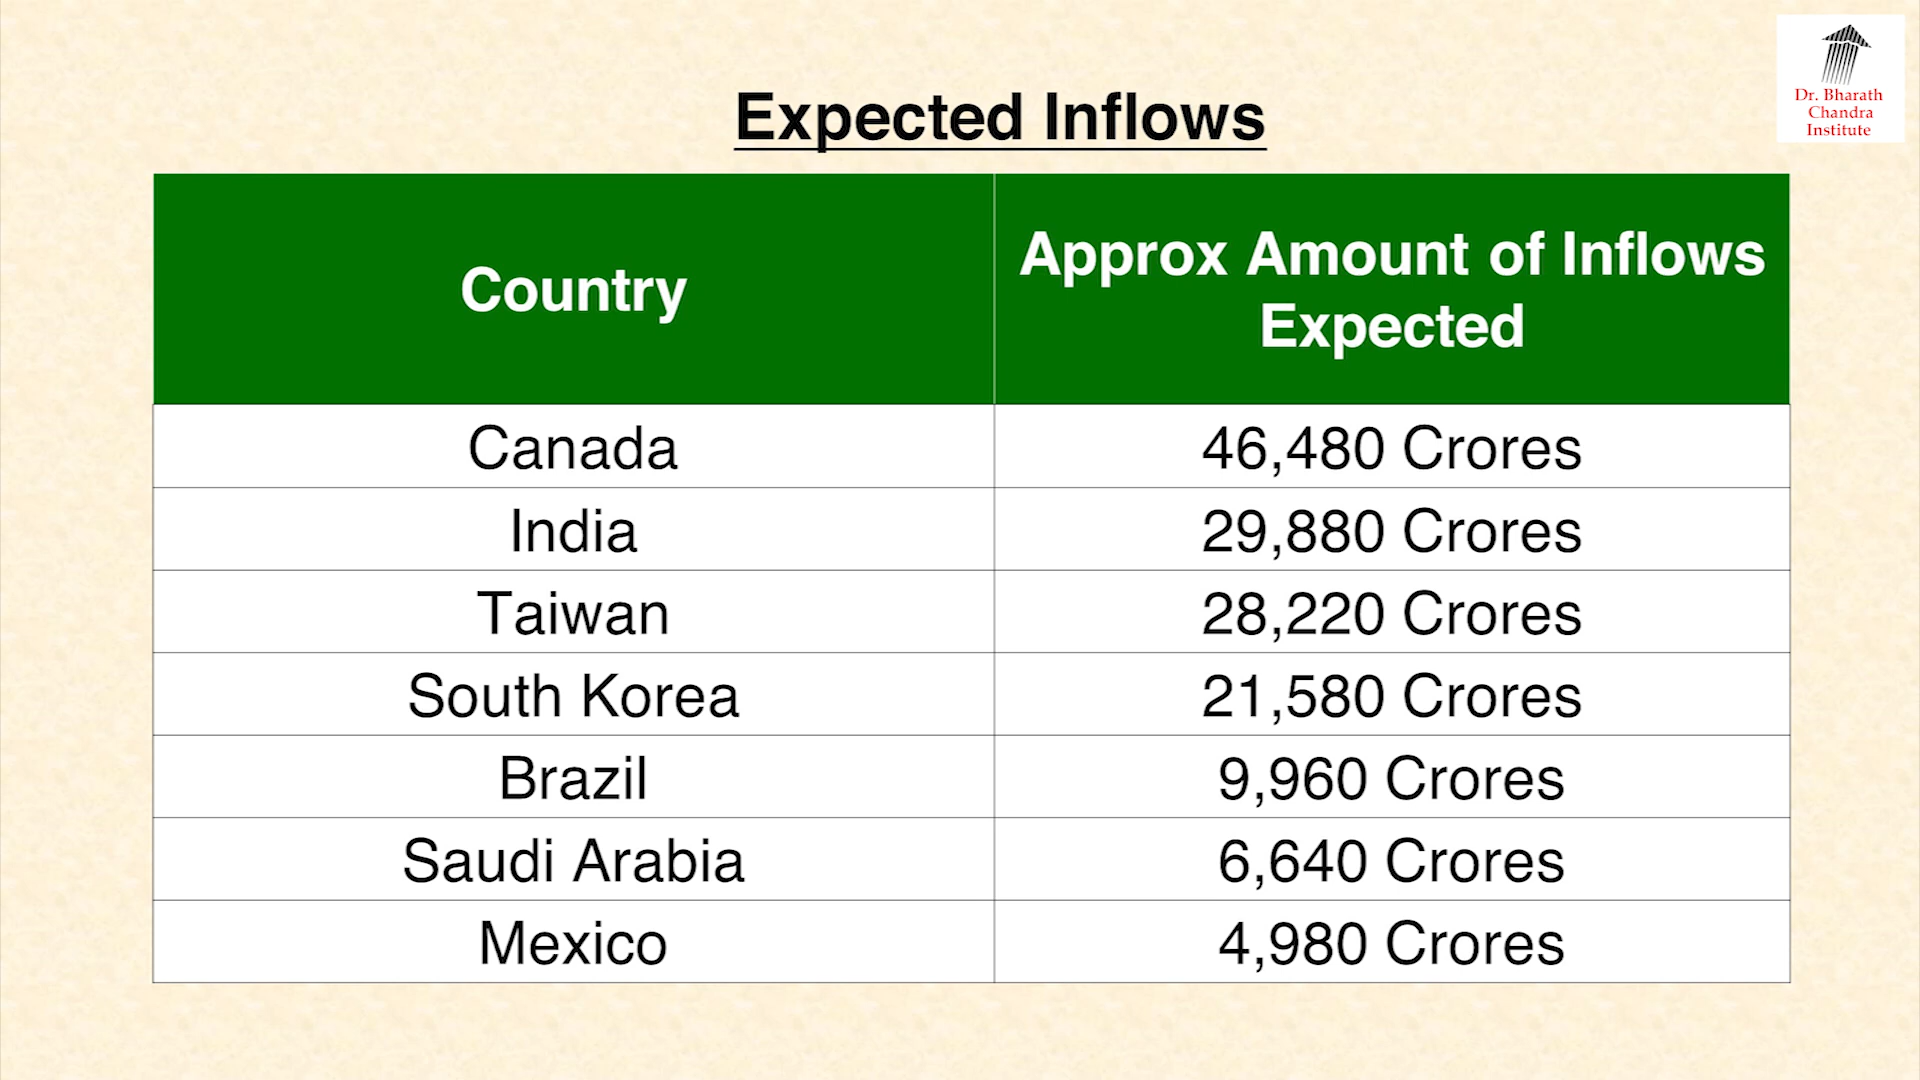 Dr. Bharath
Chandra
Institute
Expected Inflows
Country
Approx Amount of Inflows
Expected
Canada
46,480 Crores
India
29,880 Crores
Taiwan
28,220 Crores
South Korea
21,580 Crores
Brazil
9,960 Crores
Saudi Arabia
6,640 Crores
Mexico
4,980 Crores